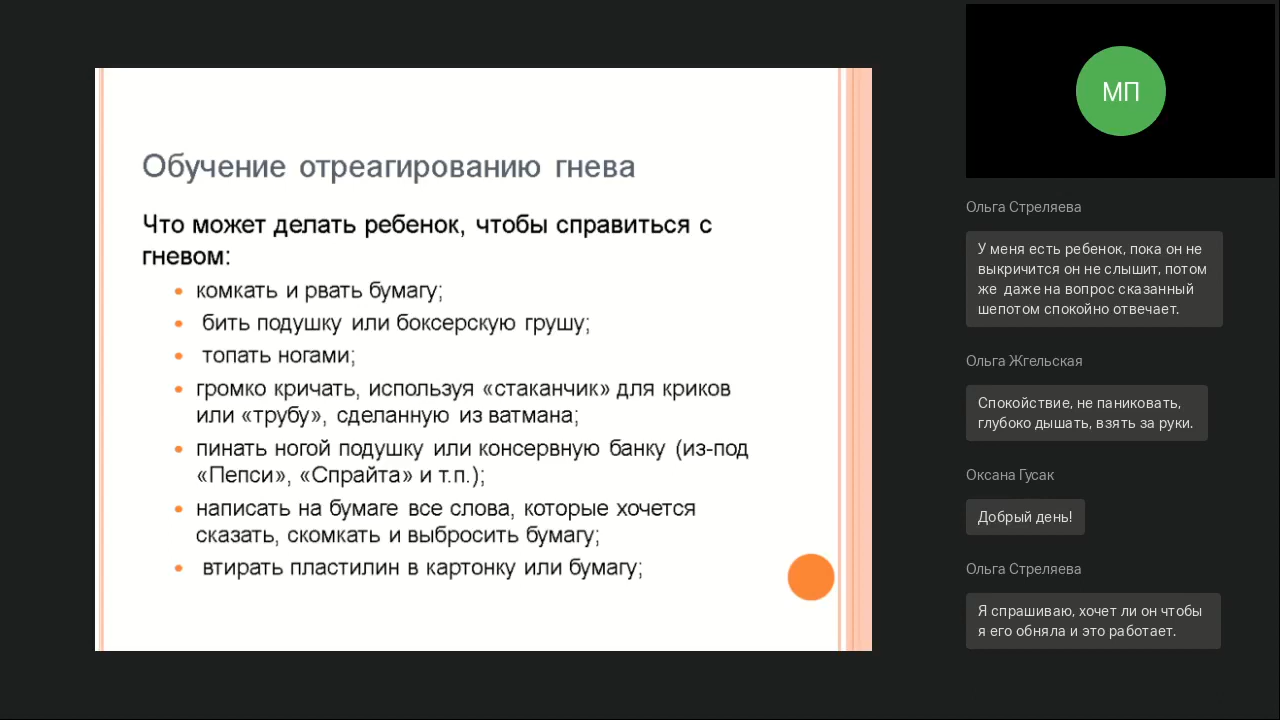 Обучение отреагированию гнева
Что может делать ребенок, чтобы справиться с
гневом:
комкать и рвать бумагу;
бить подушку или боксерскую грушу;
топать ногами;
громко кричать, используя «стаканчик» для криков
или «трубу», сделанную из ватмана;
пинать ногой подушку или консервную банку (из-под
«Пепси», «Спрайта» и т.п.);
написать на бумаге все слова, которые хочется
сказать, скомкать и выбросить бумагу;
втирать пластилин в картонку или бумагу;
МП
Ольга Стреляева
У меня есть ребенок, пока он не
выкричится он не слышит, потом
же даже на вопрос сказанный
шепотом спокойно отвечает.
Ольга Жгельская
Спокойствие, не паниковать,
глубоко дышать, взять за руки.
Оксана Гусак
Добрый день!
Ольга Стреляева
Я спрашиваю, хочет ли он чтобы
я его обняла и это работает.